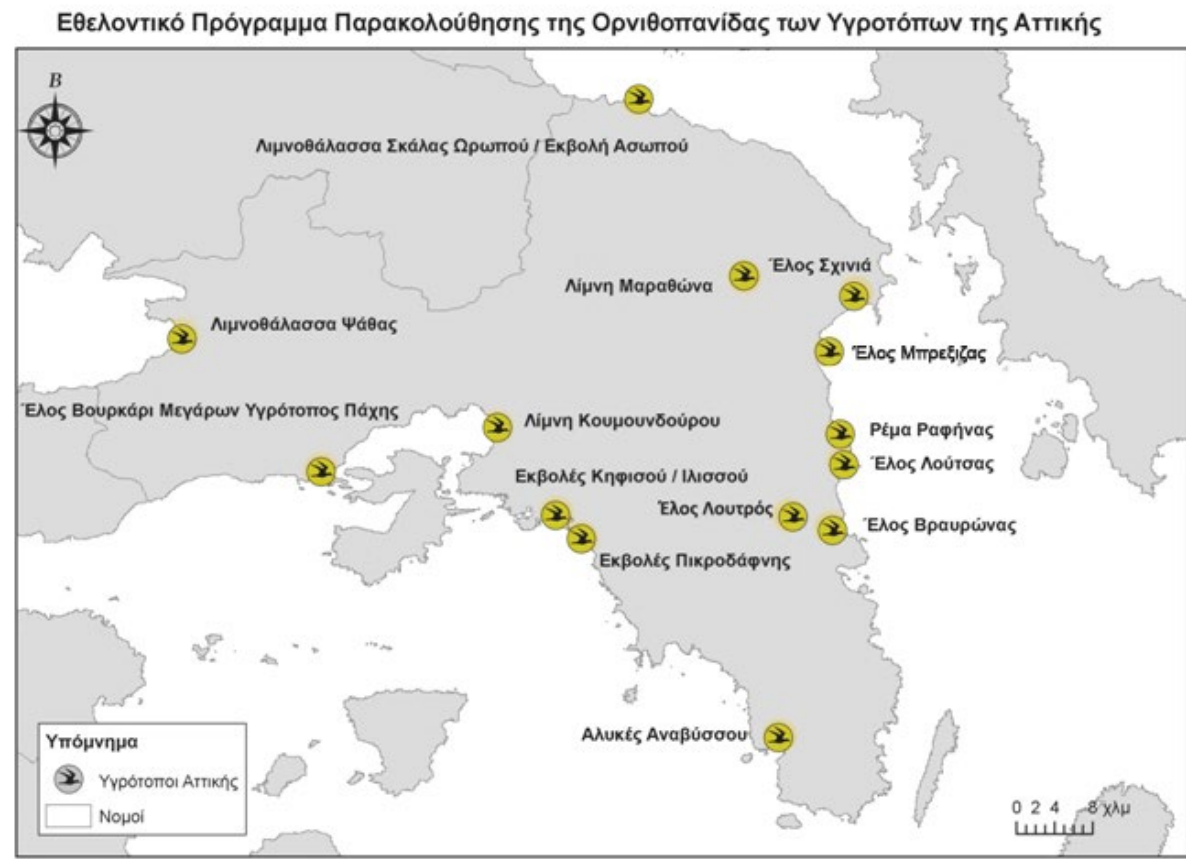 Εθελοντικό Πρόγραμμα Παρακολούθησης της Ορνιθοπανίδας των Υγροτόπων της Αττικής
Β
Λιμνοθάλασσα Σκάλας Ωρωπού / Εκβολή Ασωπού
Έλος Σχινιά
Λίμνη Μαραθώνα
Λιμνοθάλασσα Ψάθας
Έλος Μπρεξιζας
Έλος Βουρκάρι Μεγάρων Υγρότοπος Πάχης
Λίμνη Κουμουνδούρου
Ρέμα Ραφήνας
Έλος Λούτσας
Εκβολές Κηφισού / Ιλισσού
Έλος Λουτρός
Έλος Βραυρώνας
Εκβολές Πικροδάφνης
Αλυκές Αναβύσσου
Υπόμνημα
Υγρότοποι Αττικής
Νομοί
0 2 4 8 χλμ